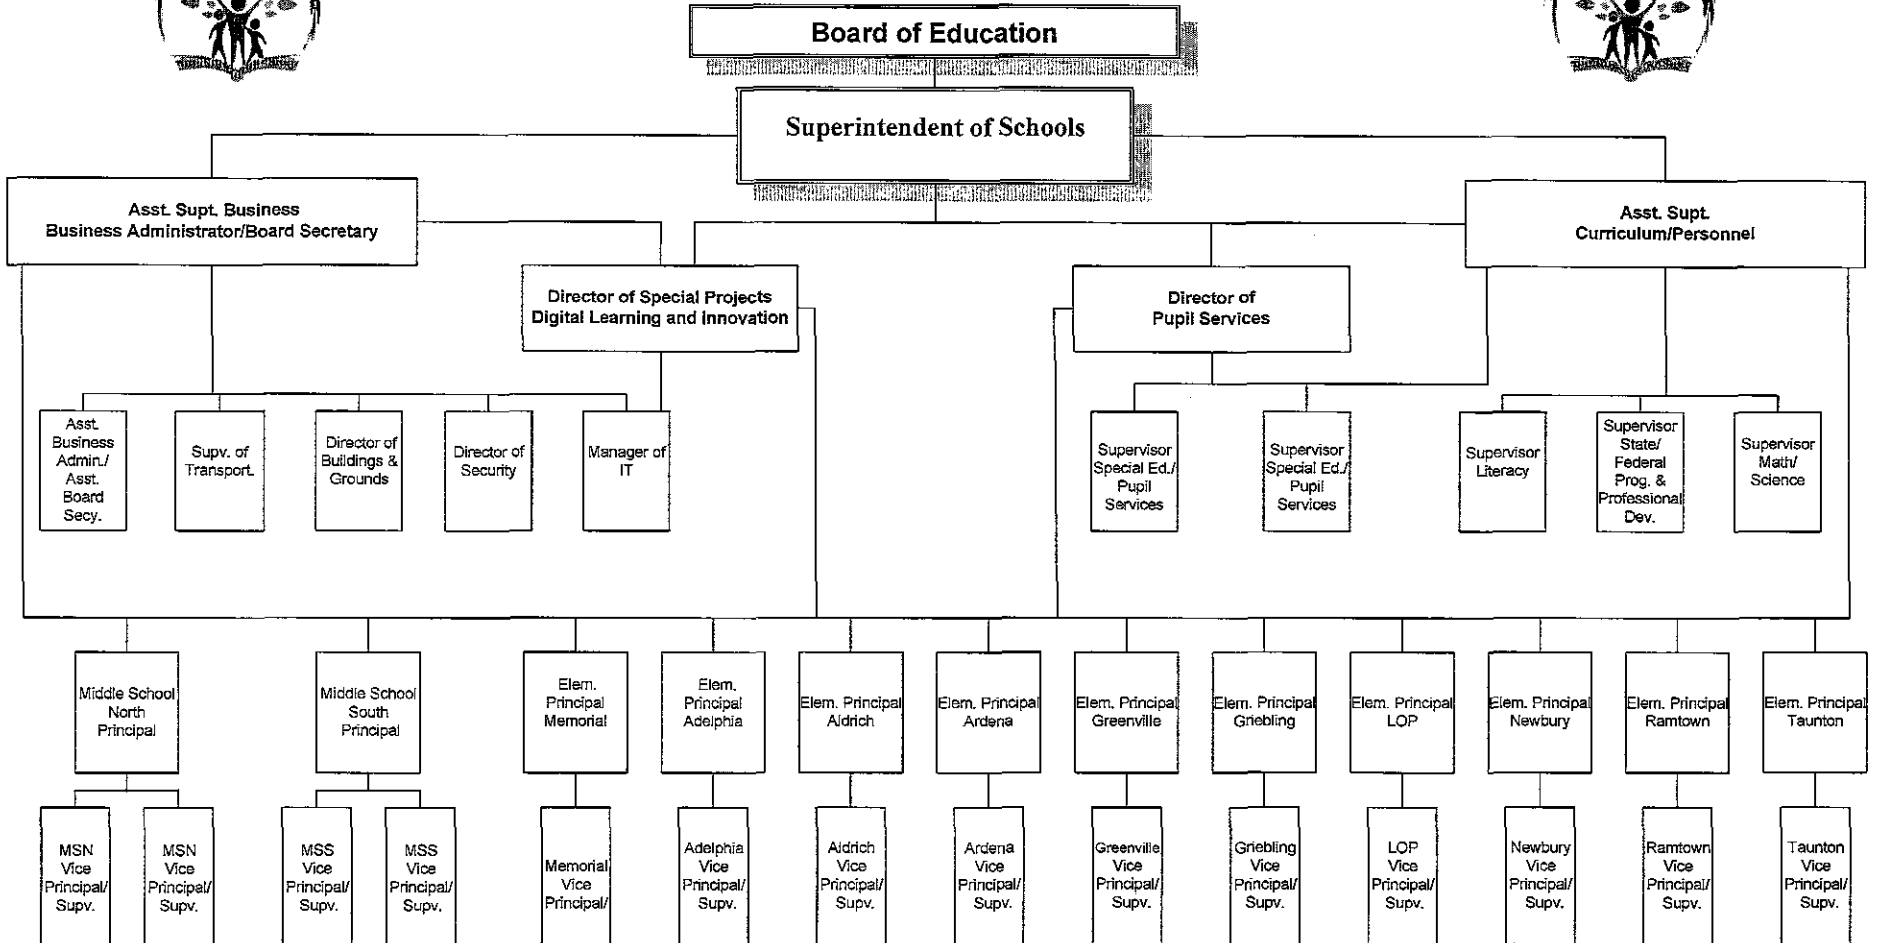 Board of Education
Superintendent of Schools
Asst. Supt. Business
Business Administrator/Board Secretary
Asst. Supt.
Curriculum/Personnel
Director of Special Projects
Digital Learning and Innovation
Director of
Pupil Services
Asst.
Business
Admin./
Asst.
Board
Secy.
Supv. of
Transport.
Director of
Buildings &
Grounds
Director of
Security
Manager of
IT
Supervisor
Special Ed./
Pupil
Services
Supervisor
Special Ed./
Pupil
Services
Supervisor
Literacy
Supervisor
State/
Federal
Prog. &
Professional
Dev.
Supervisor
Math/
Science
Middle School
North
Principal
Middle School
South
Principal
Elem.
Principal
Memorial
Elem.
Principal
Adelphia
Elem. Principal
Aldrich
Elem. Principal
Ardena
Elem. Principal
Greenville
Elem. Principal
Griebling
Elem. Principal
LOP
Elem. Principal
Newbury
Elem. Principal
Ramtown
Elem. Principal
Taunton
MSN
Vice
Principal/
Supv.
MSN
Vice
Principal/
Supv.
MSS
Vice
Principal/
Supv.
MSS
Vice
Principal/
Supv.
Memorial
Vice
Principal/
Adelphia
Vice
Principal/
Supv.
Aldrich
Vice
Principal/
Supv.
Ardena
Vice
Principal/
Supv.
Greenville
Vice
Principal/
Supv.
Griebling
Vice
Principal/
Supv.
LOP
Vice
Principal/
Supv.
Newbury
Vice
Principal/
Supv.
Ramtown
Vice
Principal/
Supv.
Taunton
Vice
Principal/
Supv.